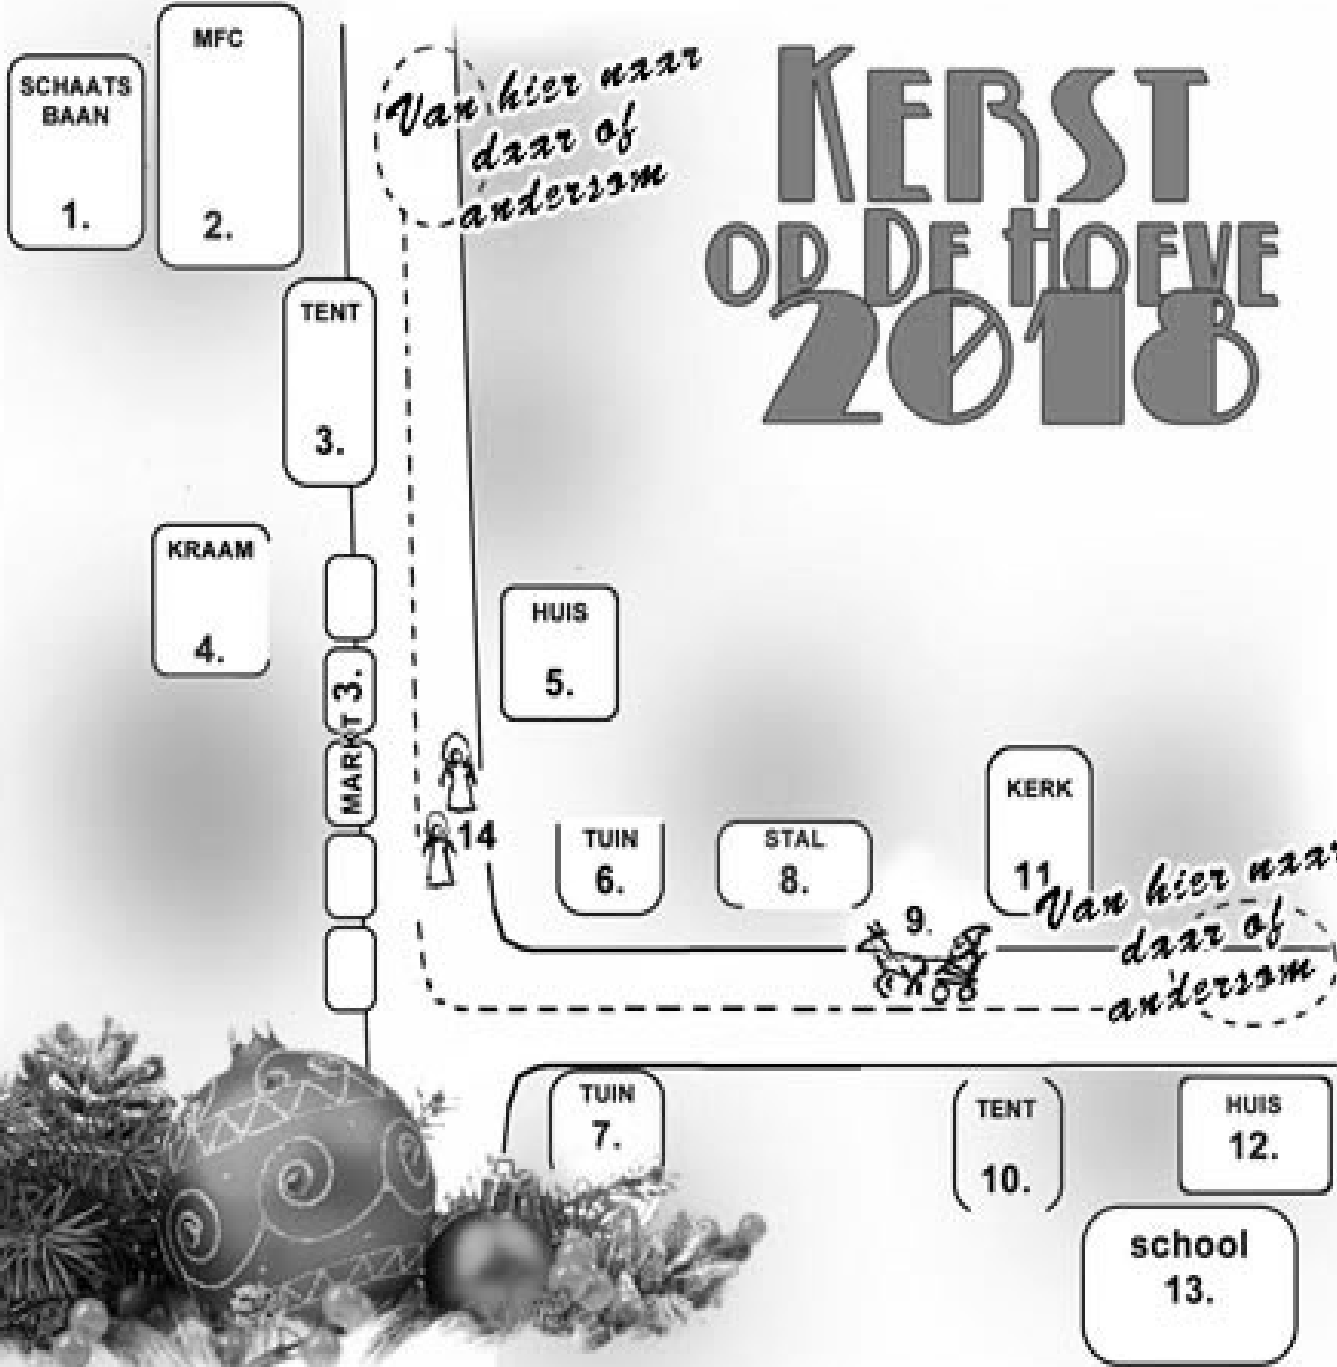 MFC
SCHAATS
BAAN
1.
2.
Van hier naar
daar of
andersom
KERST
OP DE HOEVE
2018
TENT
3.
KRAAM
4.
MARKT 3.
HUIS
5.
14
TUIN
6.
STAL
8.
9.
KERK
11
Van hier naar
daar of
andersom
TUIN
7.
TENT
10.
HUIS
12.
school
13.